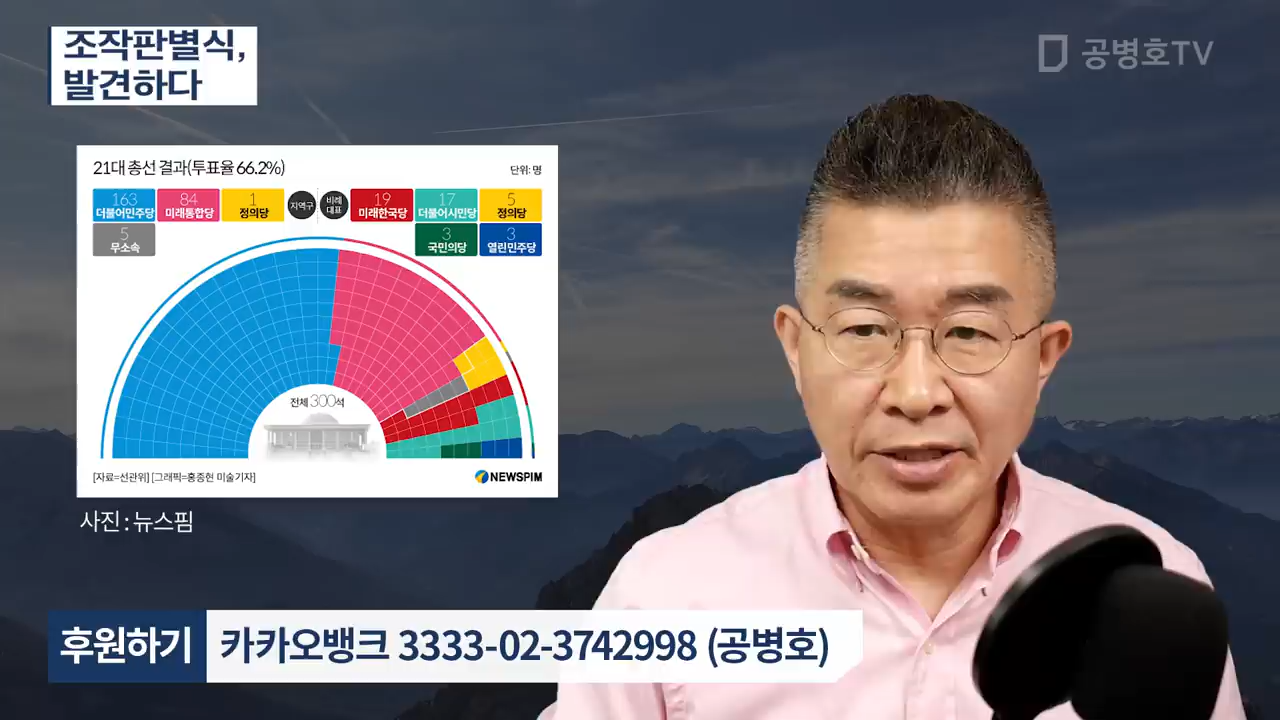 조작판별식,
발견하다
공병호TV
21대 총선 결과(투표율 66.2%)
단위: 명
163
더불어민주당
84
미래통합당
1
정의당
지역구
비례
대표
19
미래한국당
17
더불어시민당
5
정의당
5
무소속
3
국민의당
3
열린민주당
전체 300석
[자료=선관위] [그래픽=홍종현 미술기자]
NEWSPIM
사진 : 뉴스핌
후원하기
카카오뱅크 3333-02-3742998 (공병호)